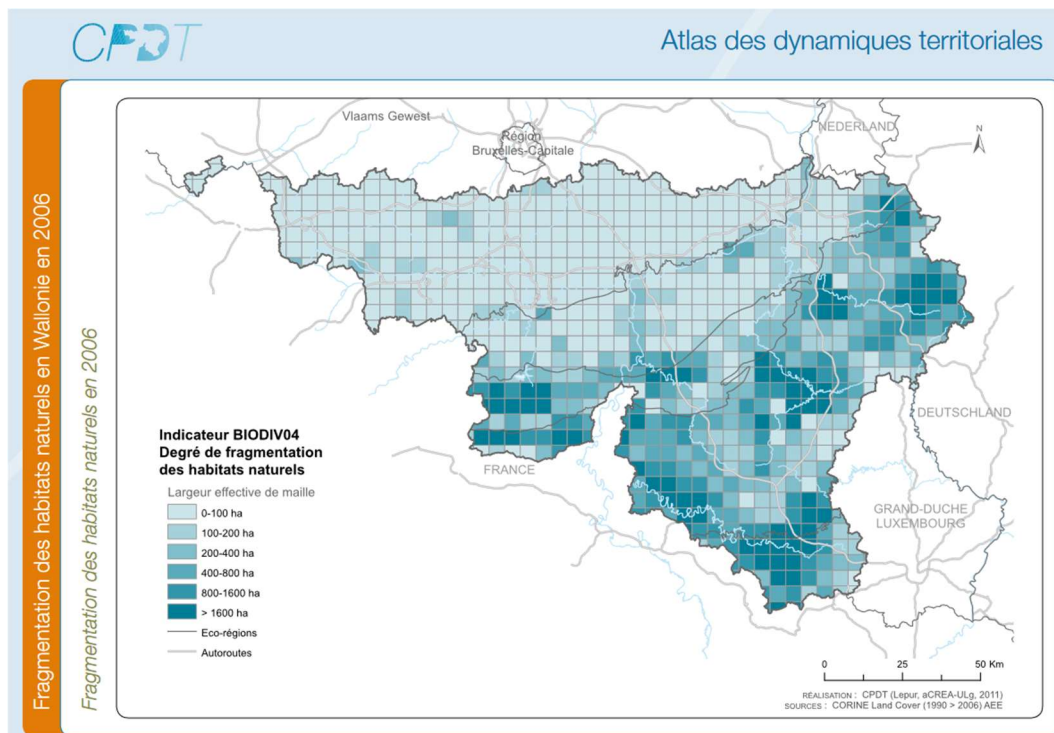 CPDT
Atlas des dynamiques territoriales
Fragmentation des habitats naturels en Wallonie en 2006
Fragmentation des habitats naturels en 2006
Vlaams Gewest
Région
Bruxelles-Capitale
NEDERLAND
N
DEUTSCHLAND
FRANCE
GRAND-DUCHE
LUXEMBOURG
Indicateur BIODIV04
Degré de fragmentation
des habitats naturels
Largeur effective de maille
0-100 ha
100-200 ha
200-400 ha
400-800 ha
800-1600 ha
> 1600 ha
Eco-régions
Autoroutes
0 25 50 Km
RÉALISATION : CPDT (Lepur, aCREA-ULg, 2011)
SOURCES : CORINE Land Cover (1990 > 2006) AEE